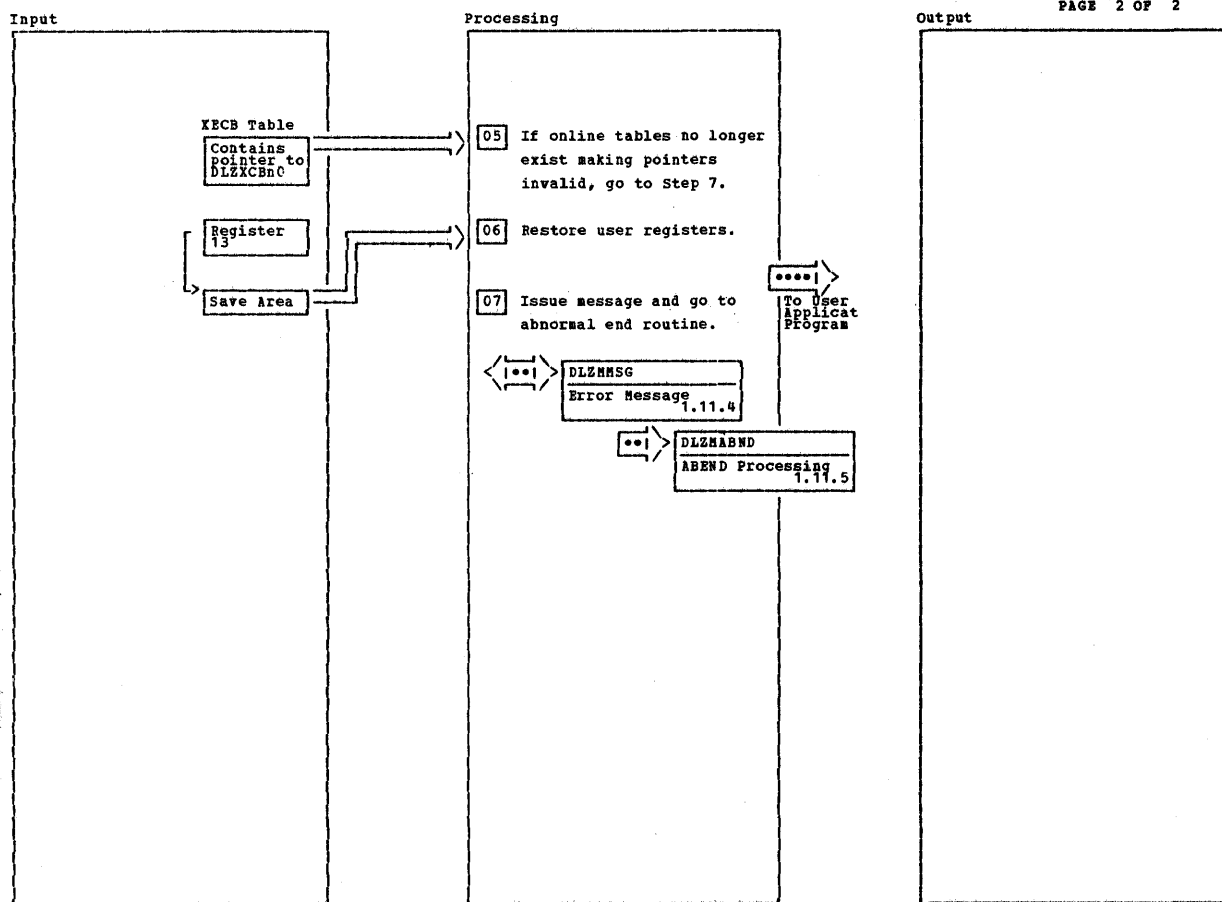 PAGE 2 OF 2
Input
Processing
Output
XECB Table
Contains
pointer to
DLZXCBn0
05 If online tables no longer
exist making pointers
invalid, go to Step 7.
Register
13
06 Restore user registers.
Save Area
07 Issue message and go to
abnormal end routine.
To User
Applicat
Program
DLZMMSG
Error Message
1.11.4
DLZMABND
ABEND Processing
1.11.5